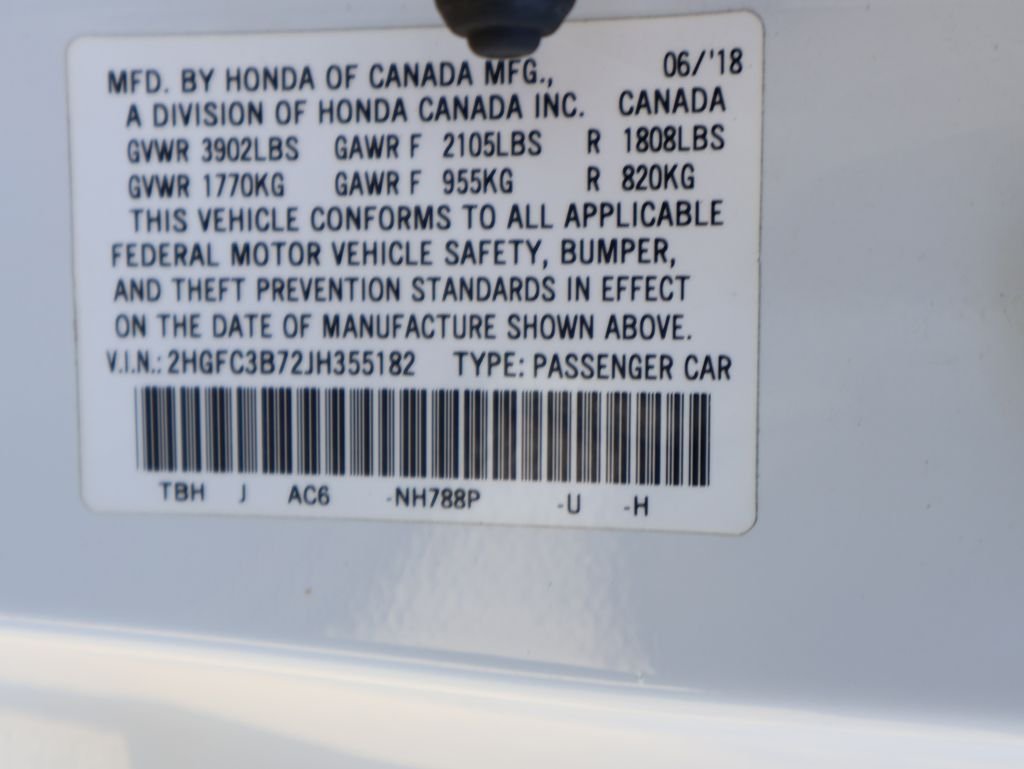 MFD. BY HONDA OF CANADA MFG., 06/'18
A DIVISION OF HONDA CANADA INC. CANADA
GVWR 3902LBS GAWR F 2105LBS R 1808LBS
GVWR 1770KG GAWR F 955KG R 820KG
THIS VEHICLE CONFORMS TO ALL APPLICABLE
FEDERAL MOTOR VEHICLE SAFETY, BUMPER,
AND THEFT PREVENTION STANDARDS IN EFFECT
ON THE DATE OF MANUFACTURE SHOWN ABOVE.
V.I.N.: 2HGFC3B72JH355182 TYPE: PASSENGER CAR
TBH J AC6 -NH788P -U -H